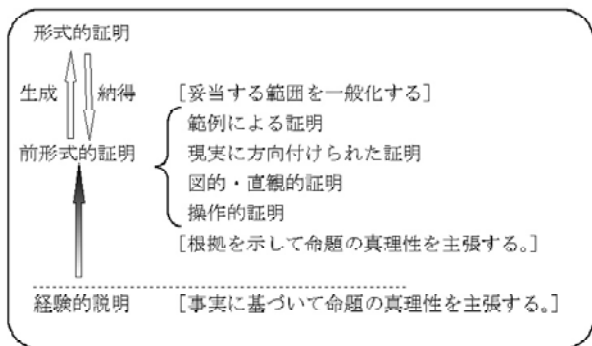 形式的証明
生成 納得 [妥当する範囲を一般化する]
範例による証明
前形式的証明 現実に方向付けられた証明
図的・直観的証明
操作的証明
[根拠を示して命題の真理性を主張する。]
経験的説明 [事実に基づいて命題の真理性を主張する。]